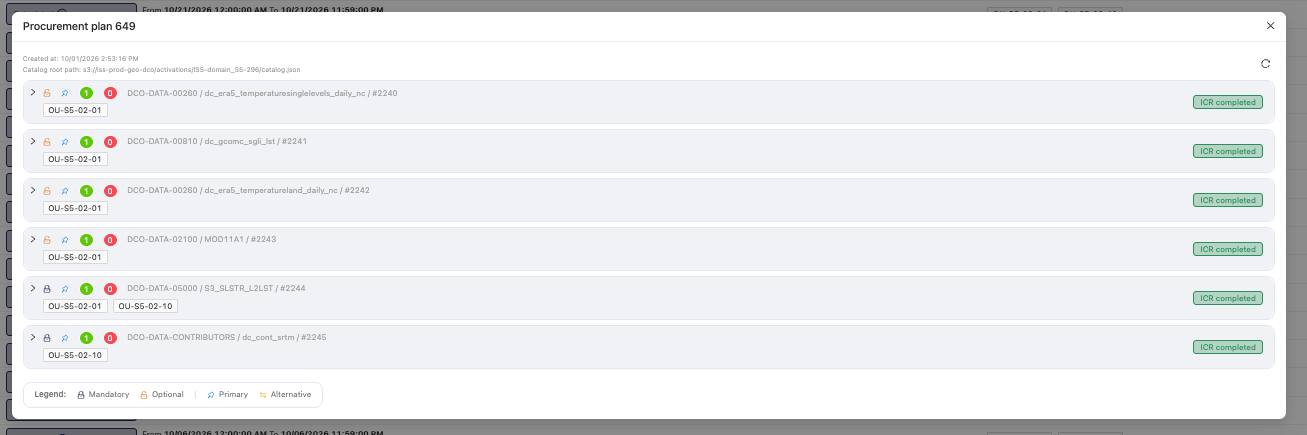 From 10/21/2026 12:00:00 AM To 10/21/2026 11:59:00 PM
Procurement plan 649
Created at: 10/01/2026 2:53:16 PM
Catalog root path: s3://iss-prod-geo-dco/activations/ISS-domain_S5-296/catalog.json
1 0 DCO-DATA-00260 / dc_era5_temperaturesinglelevels_daily_nc / #2240
OU-S5-02-01
ICR completed
1 0 DCO-DATA-00810 / dc_gcomc_sgli_lst / #2241
OU-S5-02-01
ICR completed
1 0 DCO-DATA-00260 / dc_era5_temperatureland_daily_nc / #2242
OU-S5-02-01
ICR completed
1 0 DCO-DATA-02100 / MOD11A1 / #2243
OU-S5-02-01
ICR completed
1 0 DCO-DATA-05000 / S3_SLSTR_L2LST / #2244
OU-S5-02-01 OU-S5-02-10
ICR completed
1 0 DCO-DATA-CONTRIBUTORS / dc_cont_srtm / #2245
OU-S5-02-10
ICR completed
Legend: Mandatory Optional | Primary Alternative
From 10/06/2026 12:00:00 AM To 10/06/2026 11:59:00 PM